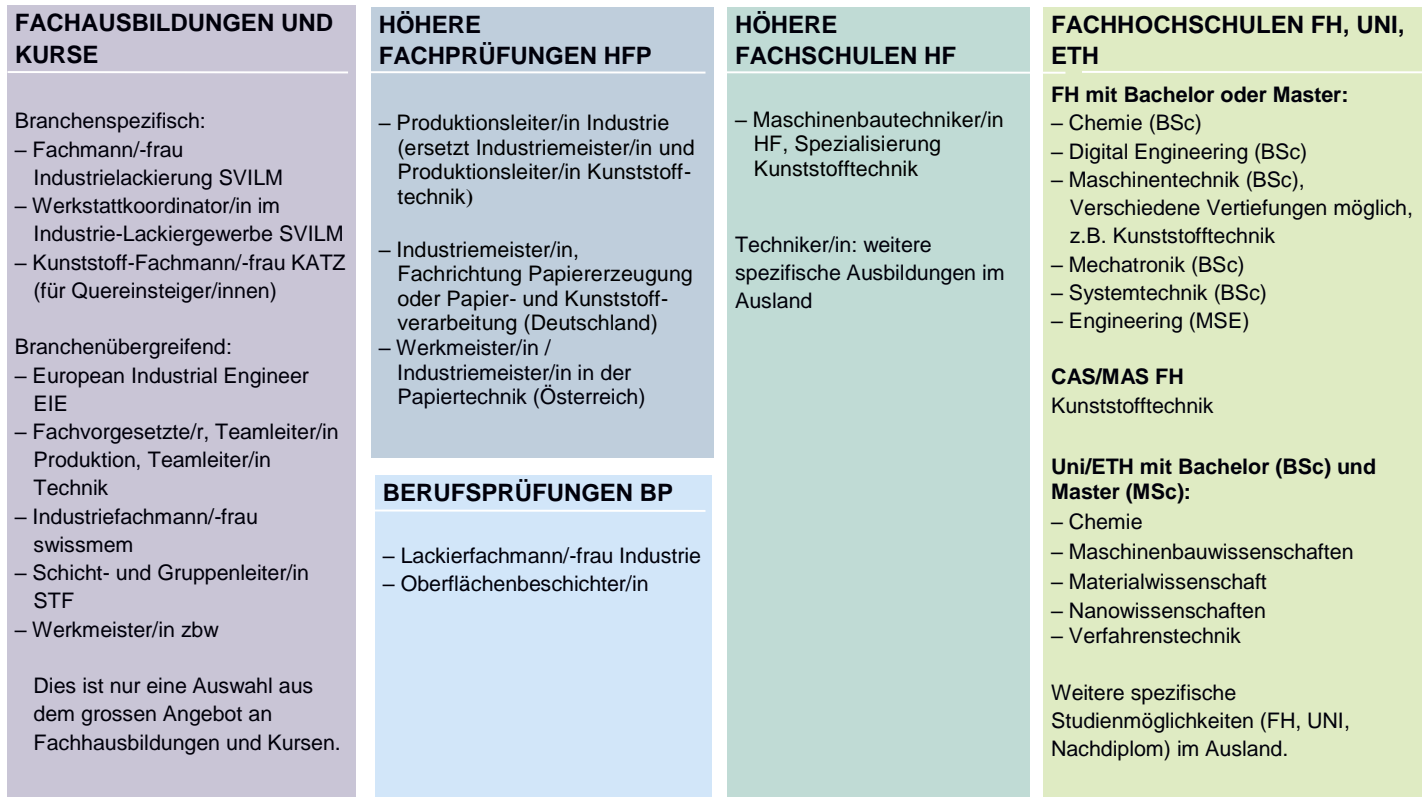 FACHAUSBILDUNGEN UND
KURSE
Branchenspezifisch:
– Fachmann/-frau
Industrielackierung SVILM
– Werkstattkoordinator/in im
Industrie-Lackiergewerbe SVILM
– Kunststoff-Fachmann/-frau KATZ
(für Quereinsteiger/innen)
Branchenübergreifend:
– European Industrial Engineer
EIE
– Fachvorgesetzte/r, Teamleiter/in
Produktion, Teamleiter/in
Technik
– Industriefachmann/-frau
swissmem
– Schicht- und Gruppenleiter/in
STF
– Werkmeister/in zbw
Dies ist nur eine Auswahl aus
dem grossen Angebot an
Fachhausbildungen und Kursen.
HÖHERE
FACHPRÜFUNGEN HFP
– Produktionsleiter/in Industrie
(ersetzt Industriemeister/in und
Produktionsleiter/in Kunststoff-
technik)
– Industriemeister/in,
Fachrichtung Papiererzeugung
oder Papier- und Kunststoff-
verarbeitung (Deutschland)
– Werkmeister/in /
Industriemeister/in in der
Papiertechnik (Österreich)
BERUFSPRÜFUNGEN BP
– Lackierfachmann/-frau Industrie
– Oberflächenbeschichter/in
HÖHERE
FACHSCHULEN HF
– Maschinenbautechniker/in
HF, Spezialisierung
Kunststofftechnik
Techniker/in: weitere
spezifische Ausbildungen im
Ausland
FACHHOCHSCHULEN FH, UNI,
ETH
FH mit Bachelor oder Master:
– Chemie (BSc)
– Digital Engineering (BSc)
– Maschinentechnik (BSc),
Verschiedene Vertiefungen möglich,
z.B. Kunststofftechnik
– Mechatronik (BSc)
– Systemtechnik (BSc)
– Engineering (MSE)
CAS/MAS FH
Kunststofftechnik
Uni/ETH mit Bachelor (BSc) und
Master (MSc):
– Chemie
– Maschinenbauwissenschaften
– Materialwissenschaft
– Nanowissenschaften
– Verfahrenstechnik
Weitere spezifische
Studienmöglichkeiten (FH, UNI,
Nachdiplom) im Ausland.